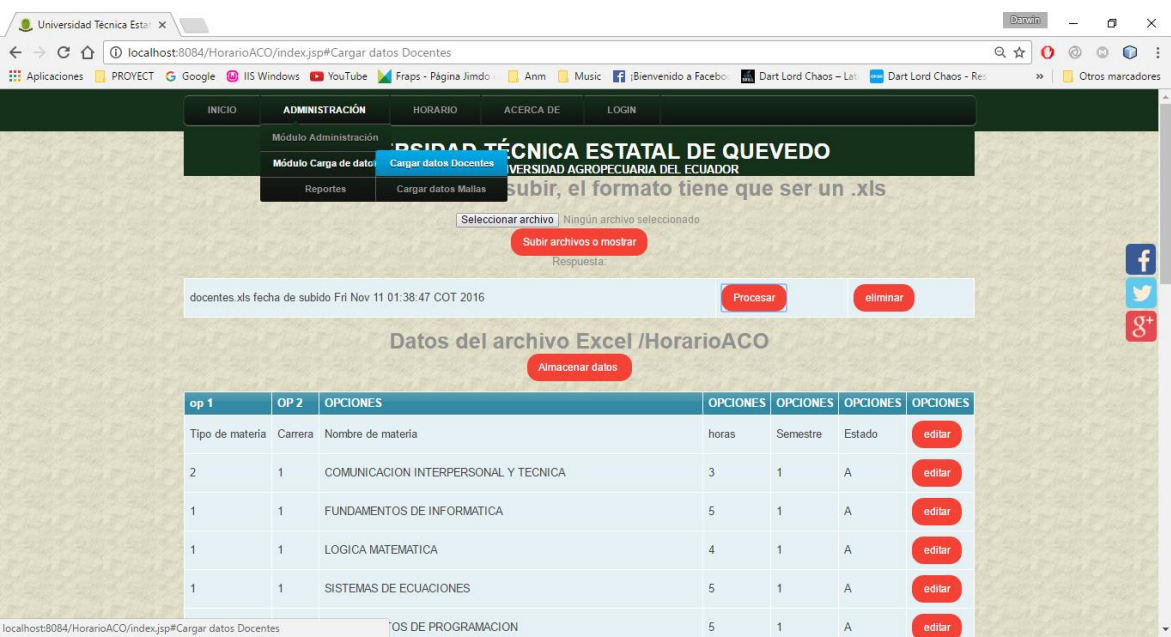 Universidad Técnica Estat
Darwin
localhost:8084/HorarioACO/index.jsp#Cargar datos Docentes
Aplicaciones PROYECT Google IIS Windows YouTube Fraps - Página Jimdo Anm Music ¡Bienvenido a Facebo Dart Lord Chaos – Lat Dart Lord Chaos - Res » Otros marcadores
INICIO ADMINISTRACIÓN HORARIO ACERCA DE LOGIN
Módulo Administración
RSIDAD TÉCNICA ESTATAL DE QUEVEDO
Módulo Carga de datos Cargar datos Docentes
VERSIDAD AGROPECUARIA DEL ECUADOR
Reportes Cargar datos Mallas
subir, el formato tiene que ser un .xls
Seleccionar archivo Ningún archivo seleccionado
Subir archivos o mostrar
Respuesta:
docentes.xls fecha de subido Fri Nov 11 01:38:47 COT 2016 Procesar eliminar
Datos del archivo Excel /HorarioACO
Almacenar datos
op 1 OP 2 OPCIONES OPCIONES OPCIONES OPCIONES OPCIONES
Tipo de materia Carrera Nombre de materia horas Semestre Estado editar
2 1 COMUNICACION INTERPERSONAL Y TECNICA 3 1 A editar
1 1 FUNDAMENTOS DE INFORMATICA 5 1 A editar
1 1 LOGICA MATEMATICA 4 1 A editar
1 1 SISTEMAS DE ECUACIONES 5 1 A editar
TOS DE PROGRAMACION 5 1 A editar
localhost:8084/HorarioACO/index.jsp#Cargar datos Docentes